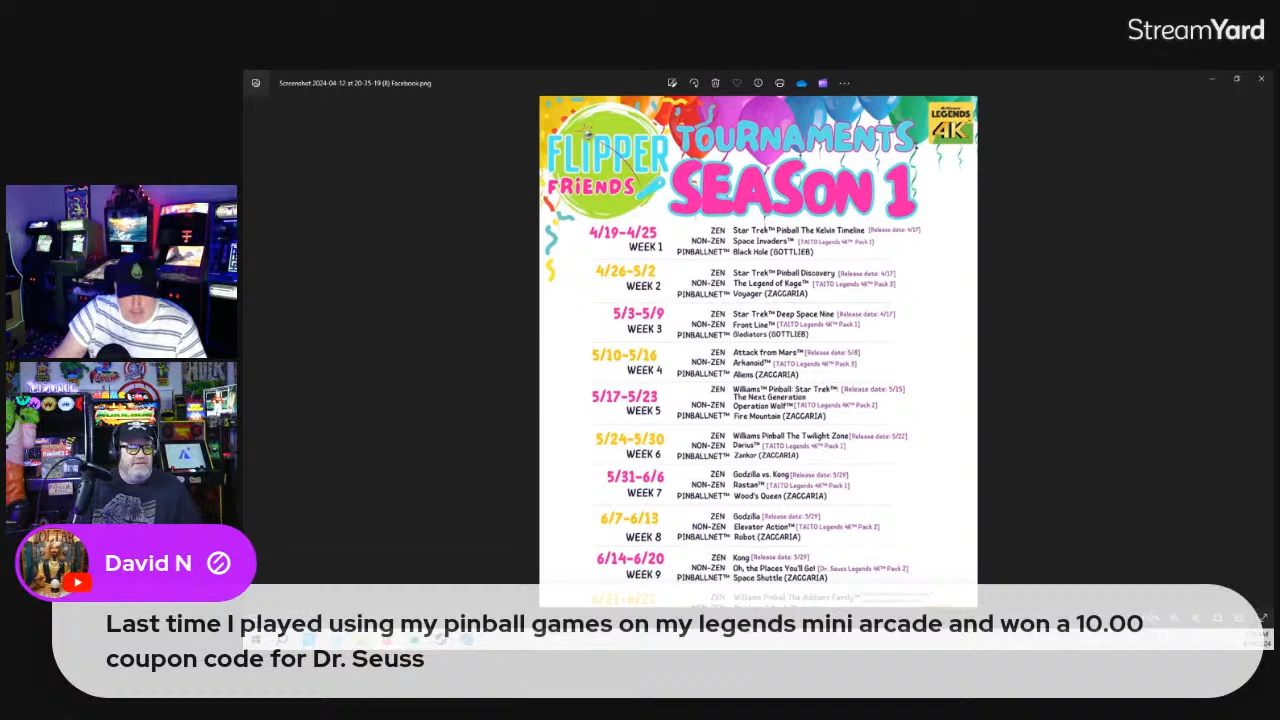 StreamYard
Screenshot 2024-04-12 at 20-35-19 (8) Facebook.png
FLIPPER
FRIENDS
TOURNAMENTS
SEASON 1
LEGENDS
4K
4/19-4/25
WEEK 1
ZEN Star Trek™ Pinball The Kelvin Timeline [Release date: 4/17]
NON-ZEN Space Invaders™ [TAITO Legends 4K™ Pack 1]
PINBALLNET™ Black Hole (GOTTLIEB)
4/26-5/2
WEEK 2
ZEN Star Trek™ Pinball Discovery [Release date: 4/17]
NON-ZEN The Legend of Kage™ [TAITO Legends 4K™ Pack 3]
PINBALLNET™ Voyager (ZACCARIA)
5/3-5/9
WEEK 3
ZEN Star Trek™ Deep Space Nine [Release date: 4/17]
NON-ZEN Front Line™ [TAITO Legends 4K™ Pack 1]
PINBALLNET™ Gladiators (GOTTLIEB)
5/10-5/16
WEEK 4
ZEN Attack from Mars™ [Release date: 5/8]
NON-ZEN Arkanoid™ [TAITO Legends 4K™ Pack 3]
PINBALLNET™ Aliens (ZACCARIA)
5/17-5/23
WEEK 5
ZEN Williams™ Pinball: Star Trek™: [Release date: 5/15]
The Next Generation
NON-ZEN Operation Wolf™ [TAITO Legends 4K™ Pack 2]
PINBALLNET™ Fire Mountain (ZACCARIA)
5/24-5/30
WEEK 6
ZEN Williams Pinball The Twilight Zone [Release date: 5/22]
NON-ZEN Darius™ [TAITO Legends 4K™ Pack 1]
PINBALLNET™ Zankor (ZACCARIA)
5/31-6/6
WEEK 7
ZEN Godzilla vs. Kong [Release date: 5/29]
NON-ZEN Rastan™ [TAITO Legends 4K™ Pack 1]
PINBALLNET™ Wood's Queen (ZACCARIA)
6/7-6/13
WEEK 8
ZEN Godzilla [Release date: 5/29]
NON-ZEN Elevator Action™ [TAITO Legends 4K™ Pack 2]
PINBALLNET™ Robot (ZACCARIA)
6/14-6/20
WEEK 9
ZEN Kong [Release date: 5/29]
NON-ZEN Oh, the Places You'll Go! [Dr. Seuss Legends 4K™ Pack 2]
PINBALLNET™ Space Shuttle (ZACCARIA)
ZEN Williams Pinball The Addams Family™
David N
Last time I played using my pinball games on my legends mini arcade and won a 10.00
coupon code for Dr. Seuss